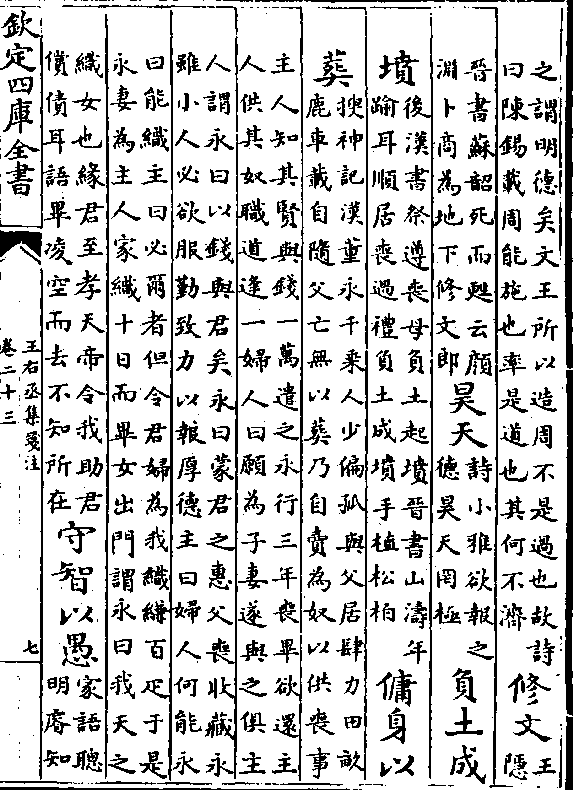 之謂明德矣文王所以造周不是過也故詩
曰陳錫載周能施也率是道也其何不濟
修文
王
隱
晉書蘇韶死而甦云顏
淵卜商為地下修文郎
昊天
詩小雅欲報之
德昊天罔極
負土成
墳
後漢書祭遵喪母負土起墳晉書山濤年
踰耳順居喪過禮負土成墳手植松柏
傭身以
葬
搜神記漢董永千乘人少偏孤與父居肆力田畝
鹿車載自隨父亡無以葬乃自賣為奴以供喪事
主人知其賢與錢一萬遣之永行三年喪畢欲還主
人供其奴職道逢一婦人曰願為子妻遂與之俱主
人謂永曰以錢與君矣永曰蒙君之惠父喪收藏永
雖小人必欲服勤致力以報厚德主曰婦人何能永
曰能織主曰必爾者但令君婦為我織縑百疋于是
永妻為主人家織十日而畢女出門謂永曰我天之
織女也緣君至孝天帝令我助君
償債耳語畢凌空而去不知所在
守智以愚
家語聰
明睿知
欽定四庫全書
王右丞集箋注
卷二十三
七